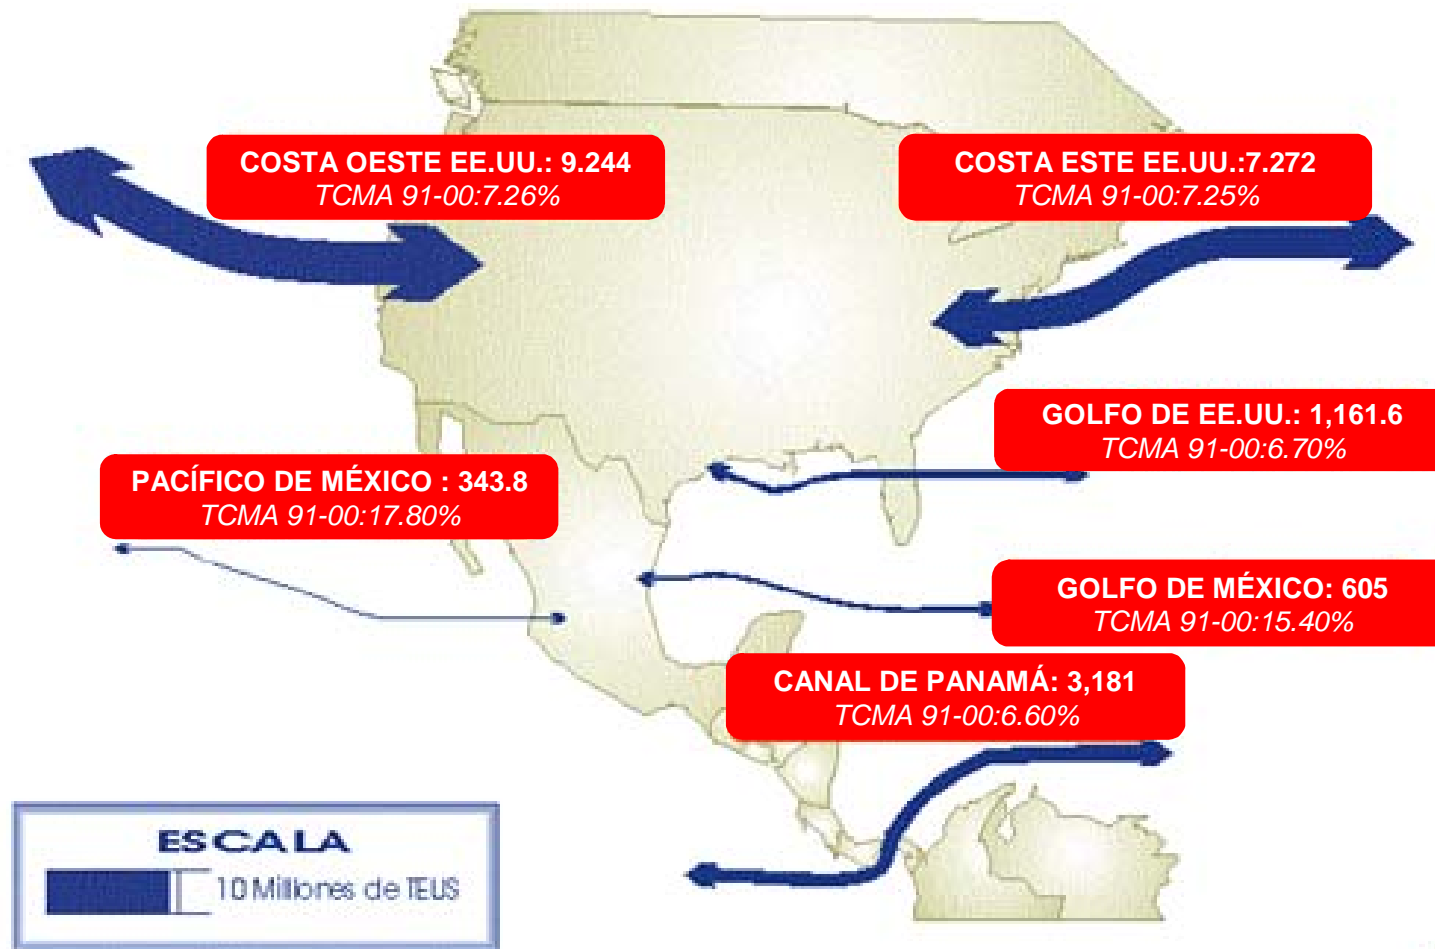 COSTA OESTE EE.UU.: 9.244
TCMA 91-00:7.26%
COSTA ESTE EE.UU.:7.272
TCMA 91-00:7.25%
GOLFO DE EE.UU.: 1,161.6
TCMA 91-00:6.70%
PACÍFICO DE MÉXICO : 343.8
TCMA 91-00:17.80%
GOLFO DE MÉXICO: 605
TCMA 91-00:15.40%
CANAL DE PANAMÁ: 3,181
TCMA 91-00:6.60%
ESCALA
10 Millones de TEUS